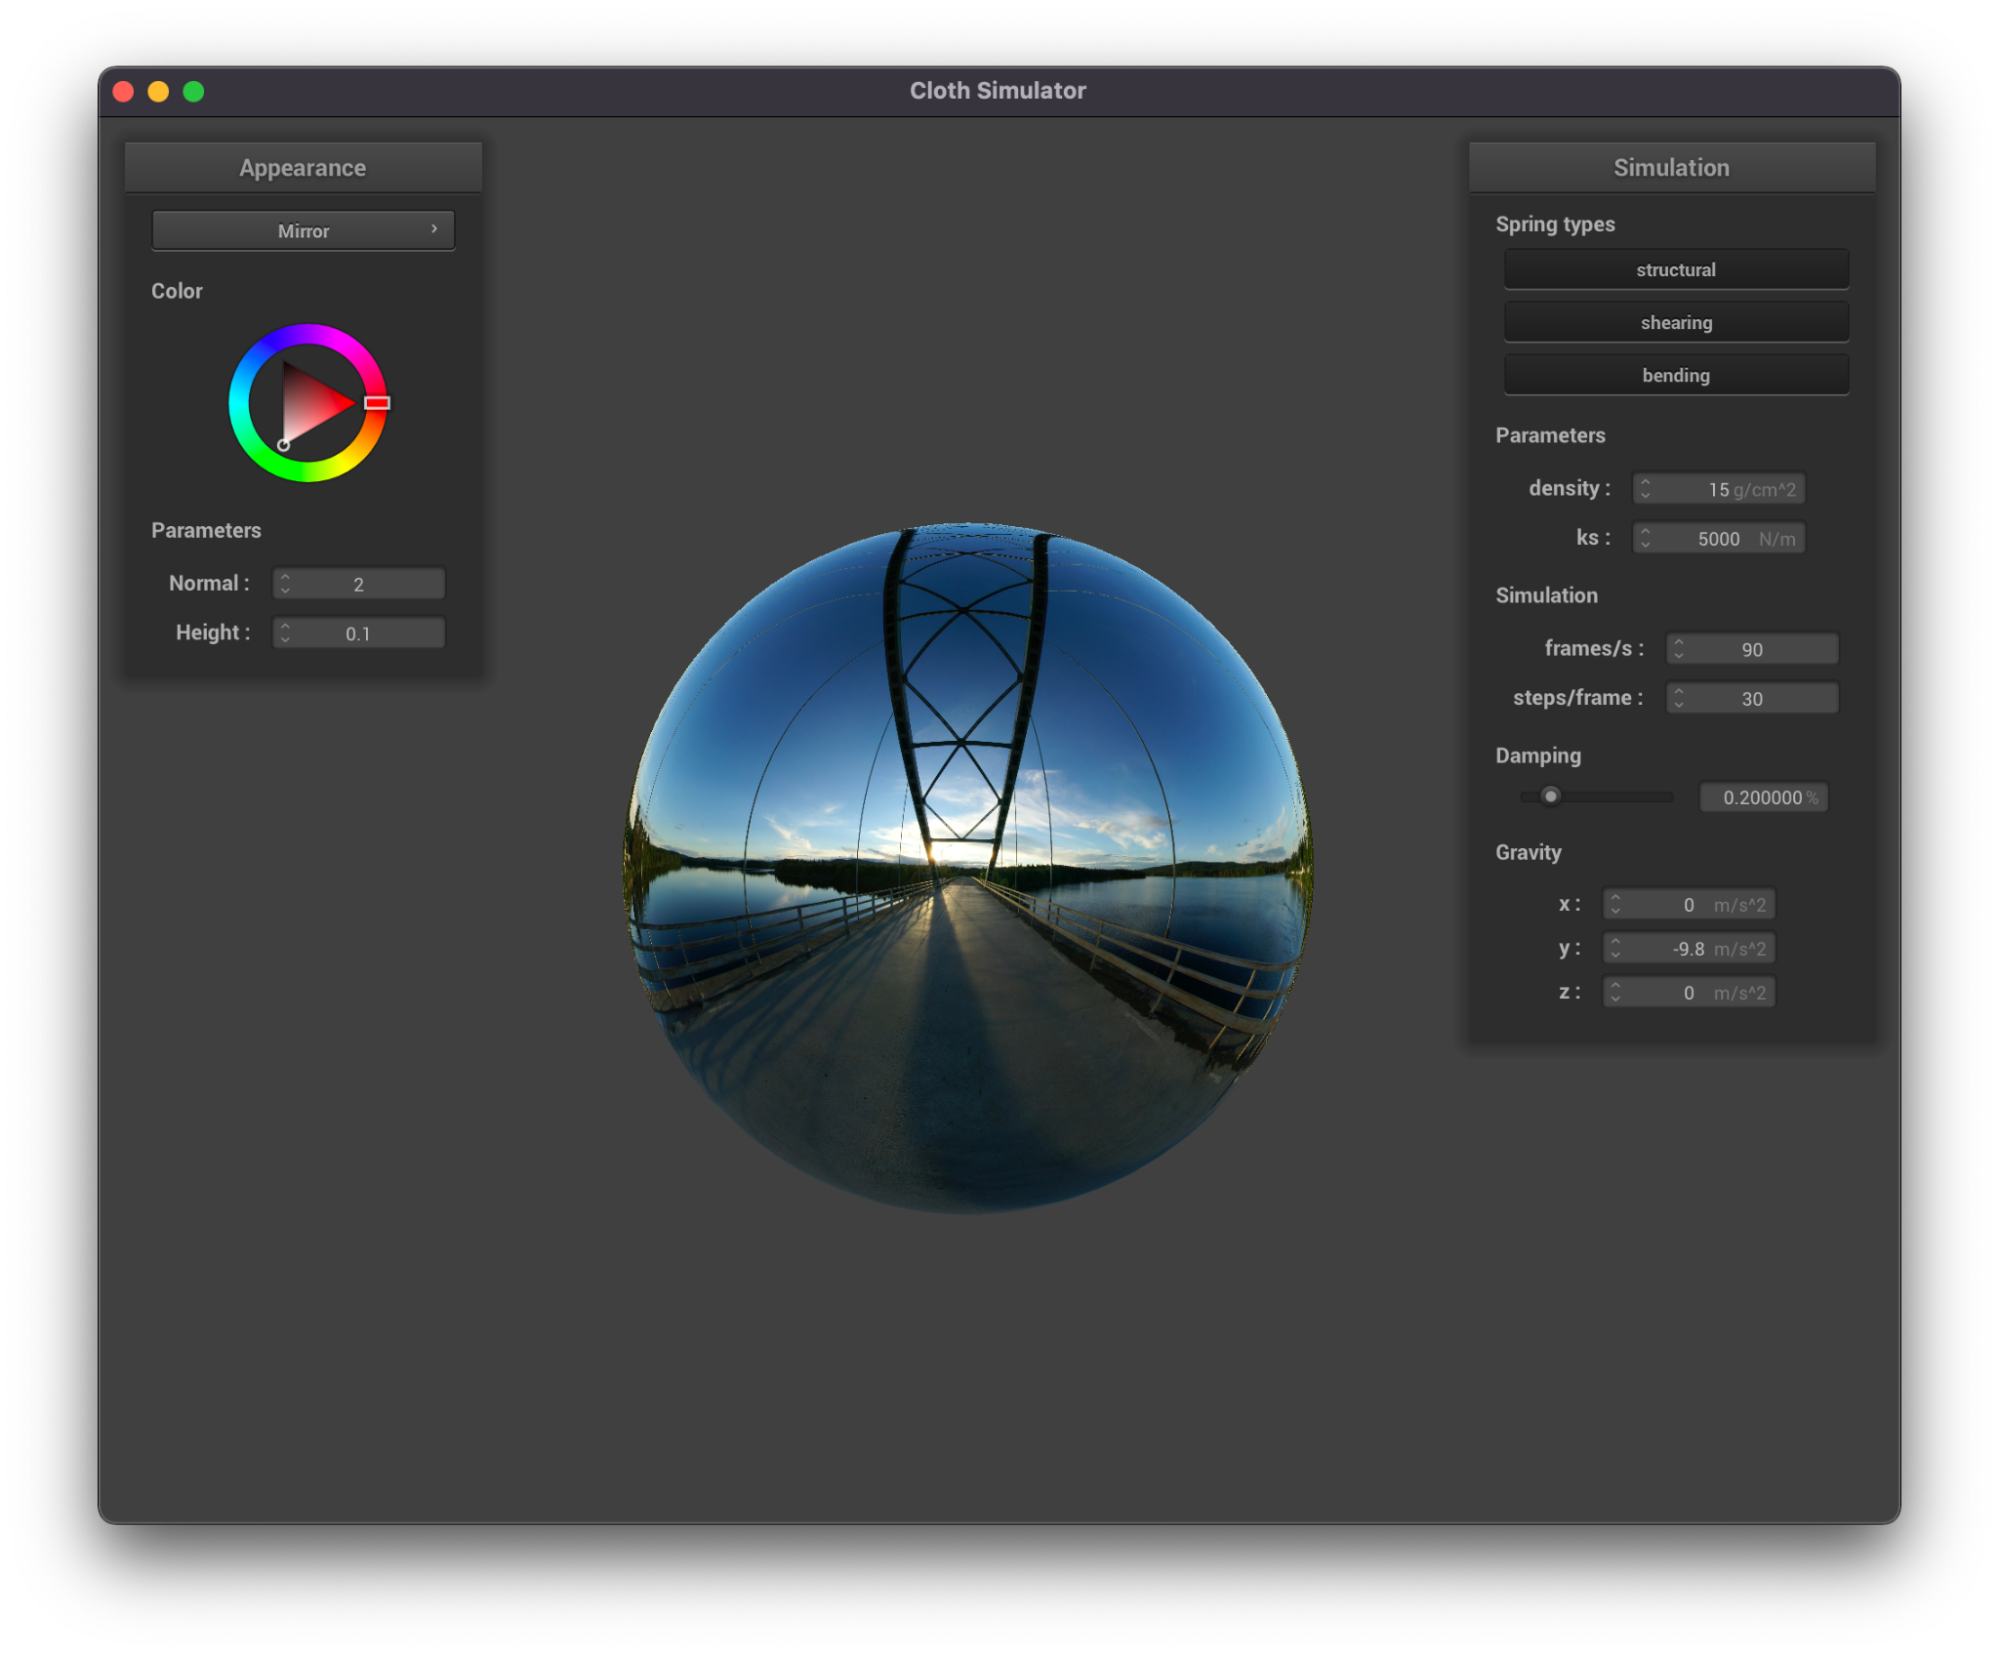 Cloth Simulator
Appearance
Mirror
Color
Parameters
Normal : 2
Height : 0.1
Simulation
Spring types
structural
shearing
bending
Parameters
density : 15 g/cm^2
ks : 5000 N/m
Simulation
frames/s : 90
steps/frame : 30
Damping
0.200000 %
Gravity
x : 0 m/s^2
y : -9.8 m/s^2
z : 0 m/s^2